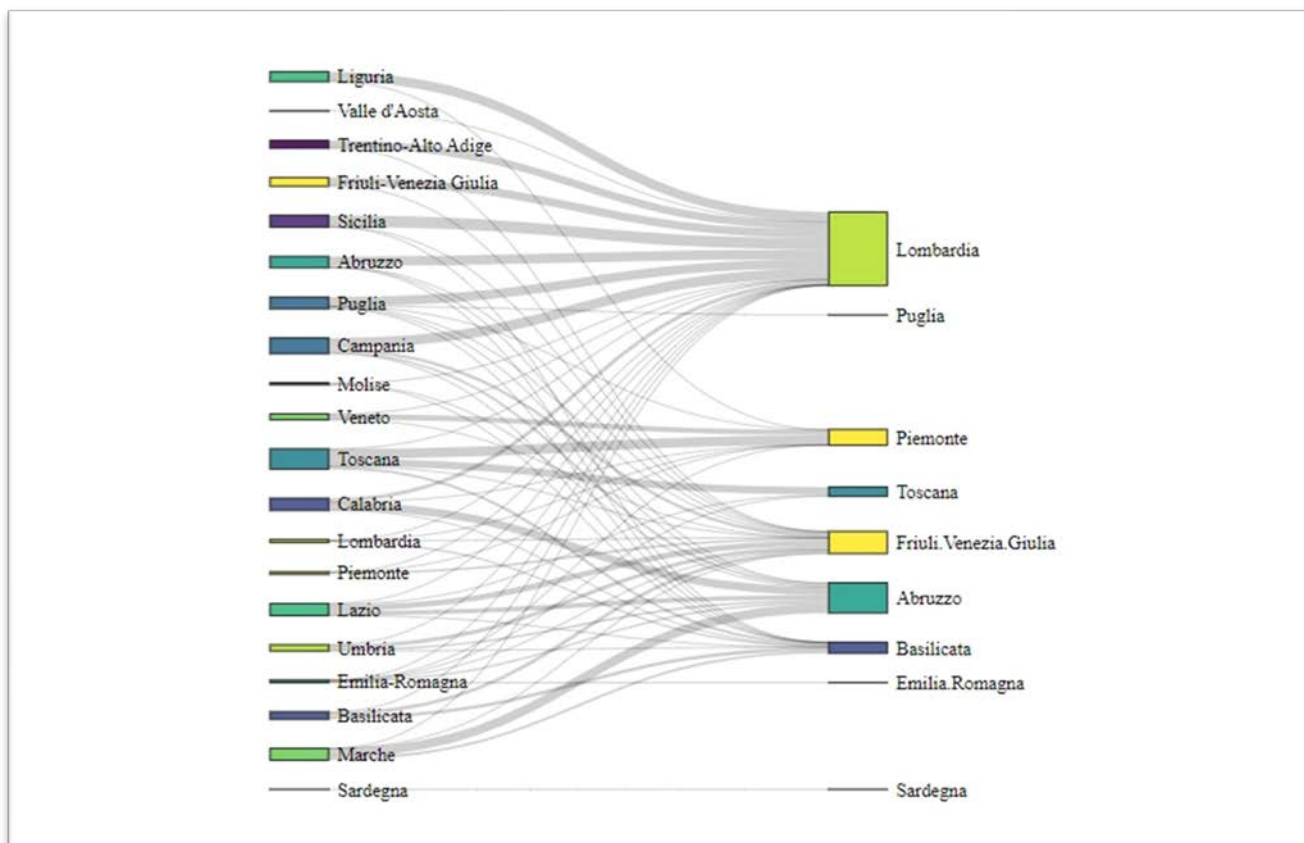 Liguria
Valle d'Aosta
Trentino-Alto Adige
Friuli-Venezia Giulia
Sicilia
Abruzzo
Puglia
Campania
Molise
Veneto
Toscana
Calabria
Lombardia
Piemonte
Lazio
Umbria
Emilia-Romagna
Basilicata
Marche
Sardegna
Lombardia
Puglia
Piemonte
Toscana
Friuli.Venezia.Giulia
Abruzzo
Basilicata
Emilia.Romagna
Sardegna